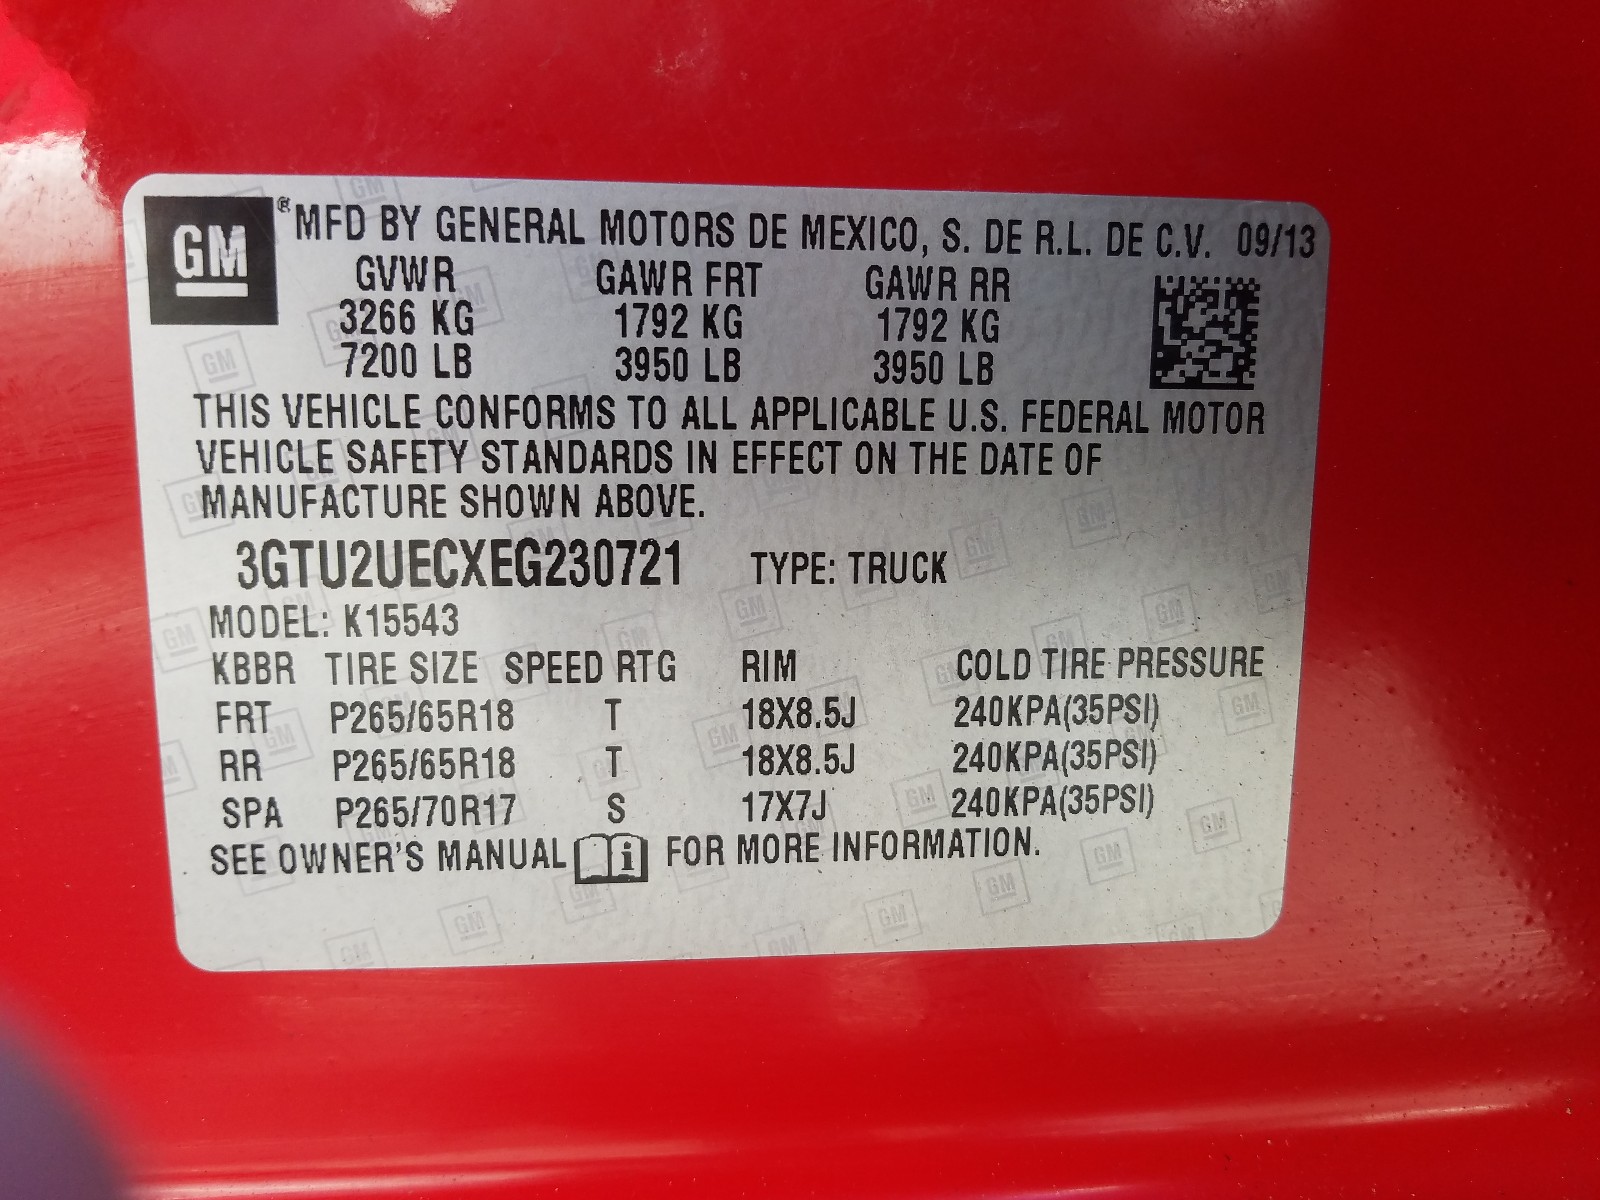 GM ® MFD BY GENERAL MOTORS DE MEXICO, S. DE R.L. DE C.V. 09/13
GVWR GAWR FRT GAWR RR
3266 KG 1792 KG 1792 KG
7200 LB 3950 LB 3950 LB
THIS VEHICLE CONFORMS TO ALL APPLICABLE U.S. FEDERAL MOTOR
VEHICLE SAFETY STANDARDS IN EFFECT ON THE DATE OF
MANUFACTURE SHOWN ABOVE.
3GTU2UECXEG230721 TYPE: TRUCK
MODEL: K15543
KBBR TIRE SIZE SPEED RTG RIM COLD TIRE PRESSURE
FRT P265/65R18 T 18X8.5J 240KPA(35PSI)
RR P265/65R18 T 18X8.5J 240KPA(35PSI)
SPA P265/70R17 S 17X7J 240KPA(35PSI)
SEE OWNER'S MANUAL i FOR MORE INFORMATION.